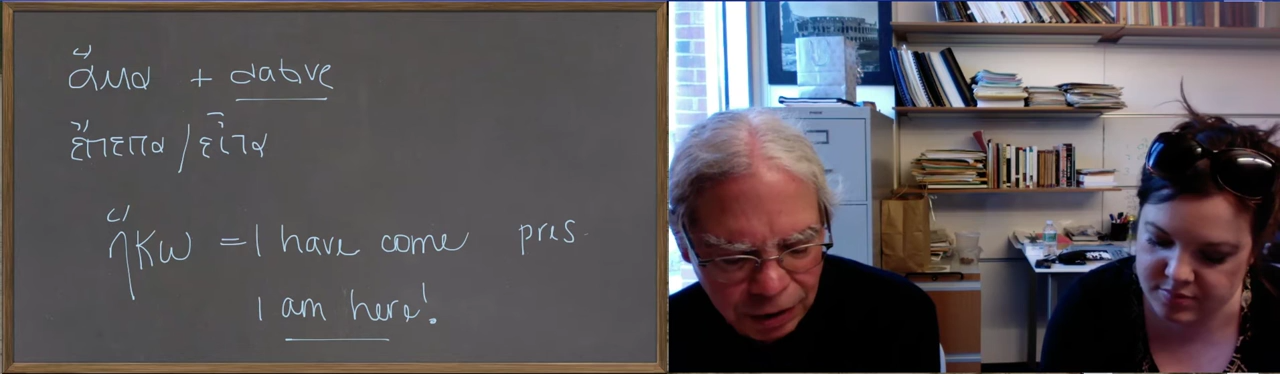 ἅμα + dative
ἔπειτα / εἶτα
ἥκω = I have come pres.
I am here!